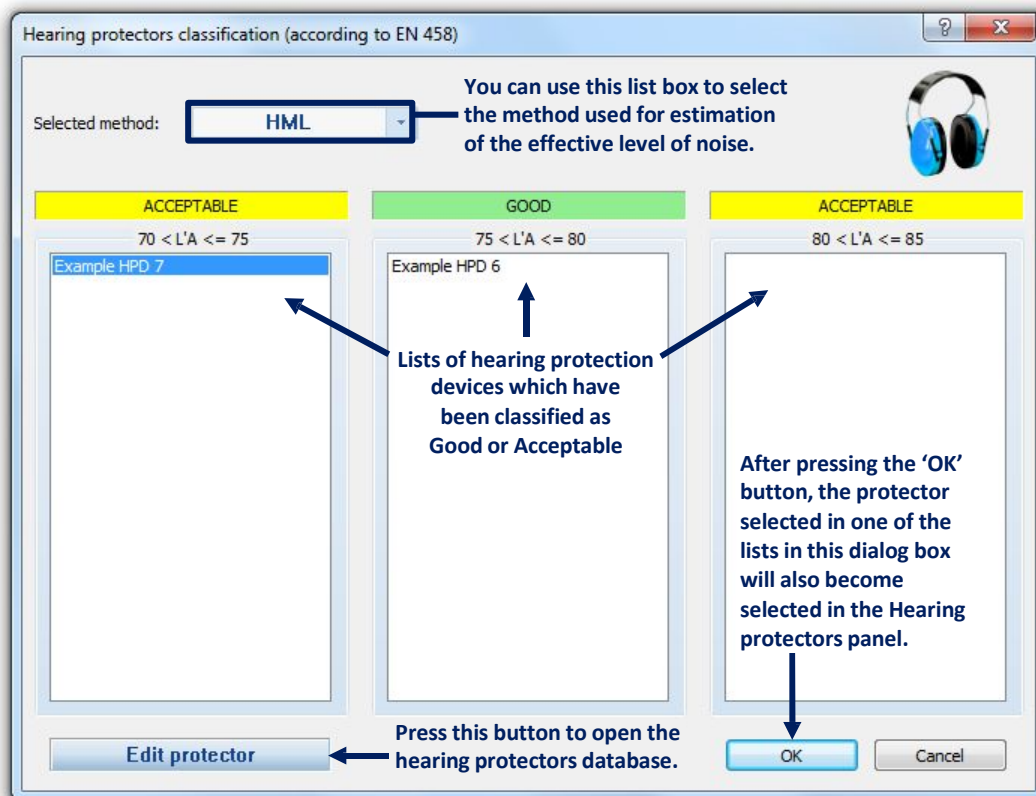 Hearing protectors classification (according to EN 458)
?
X
You can use this list box to select
the method used for estimation
of the effective level of noise.
Selected method:
HML
ACCEPTABLE
GOOD
ACCEPTABLE
70 < L'A <= 75
75 < L'A <= 80
80 < L'A <= 85
Example HPD 7
Example HPD 6
Lists of hearing protection
devices which have
been classified as
Good or Acceptable
After pressing the ‘OK’
button, the protector
selected in one of the
lists in this dialog box
will also become
selected in the Hearing
protectors panel.
Edit protector
Press this button to open the
hearing protectors database.
OK
Cancel